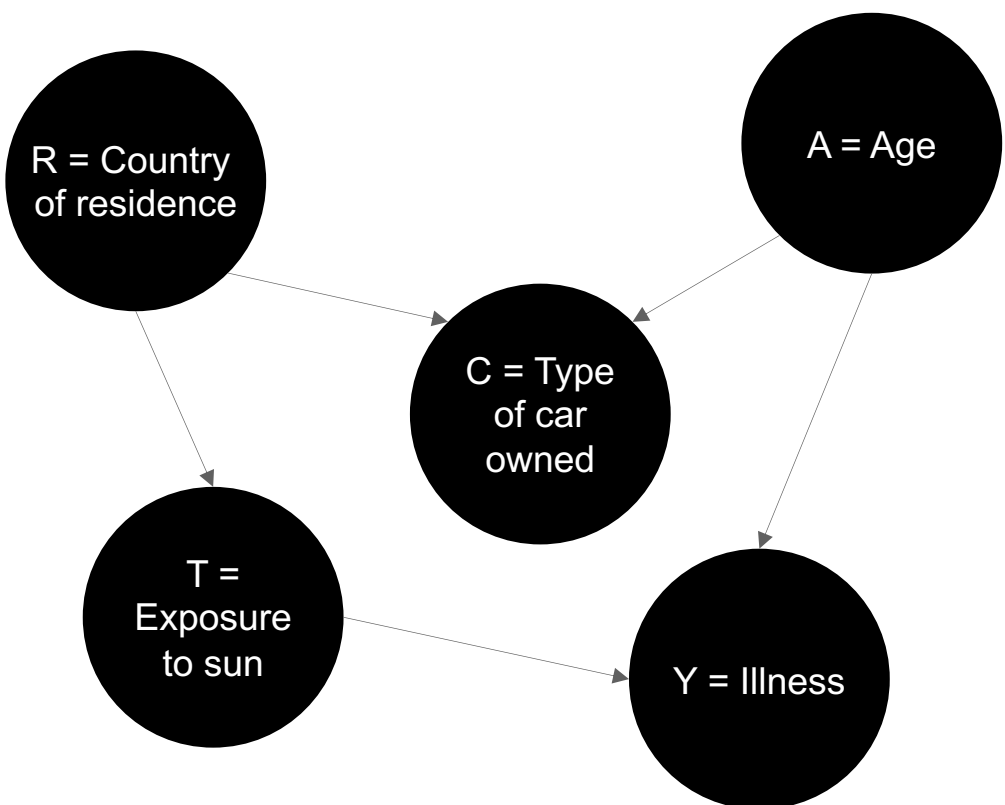 R = Country
of residence
A = Age
C = Type
of car
owned
T =
Exposure
to sun
Y = Illness